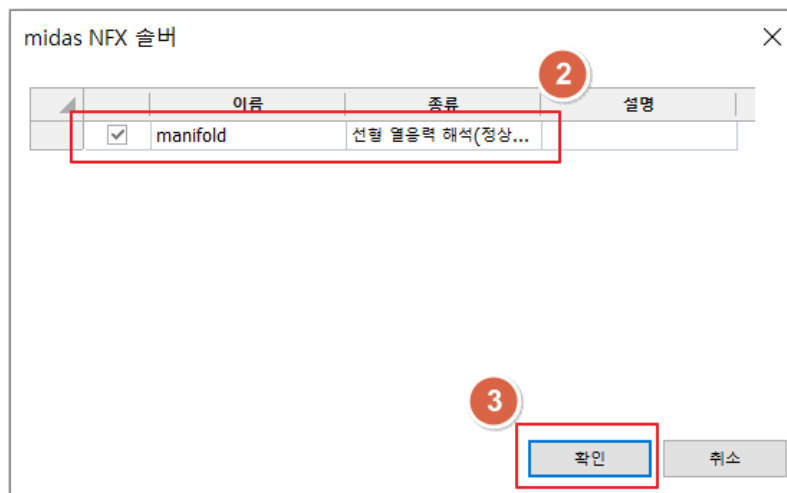 midas NFX 솔버
2
이름 종류 설명
manifold 선형 열응력 해석(정상...
3
확인 취소